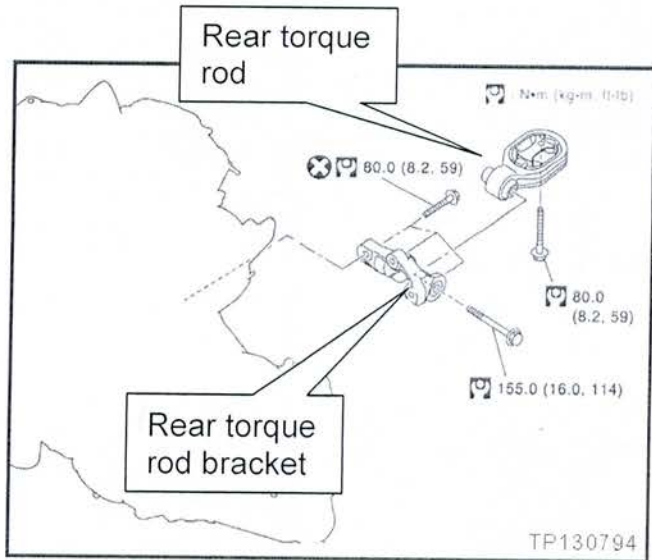 Rear torque
rod
N•m (kg-m, ft-lb)
80.0 (8.2, 59)
80.0
(8.2, 59)
155.0 (16.0, 114)
Rear torque
rod bracket
TP130794